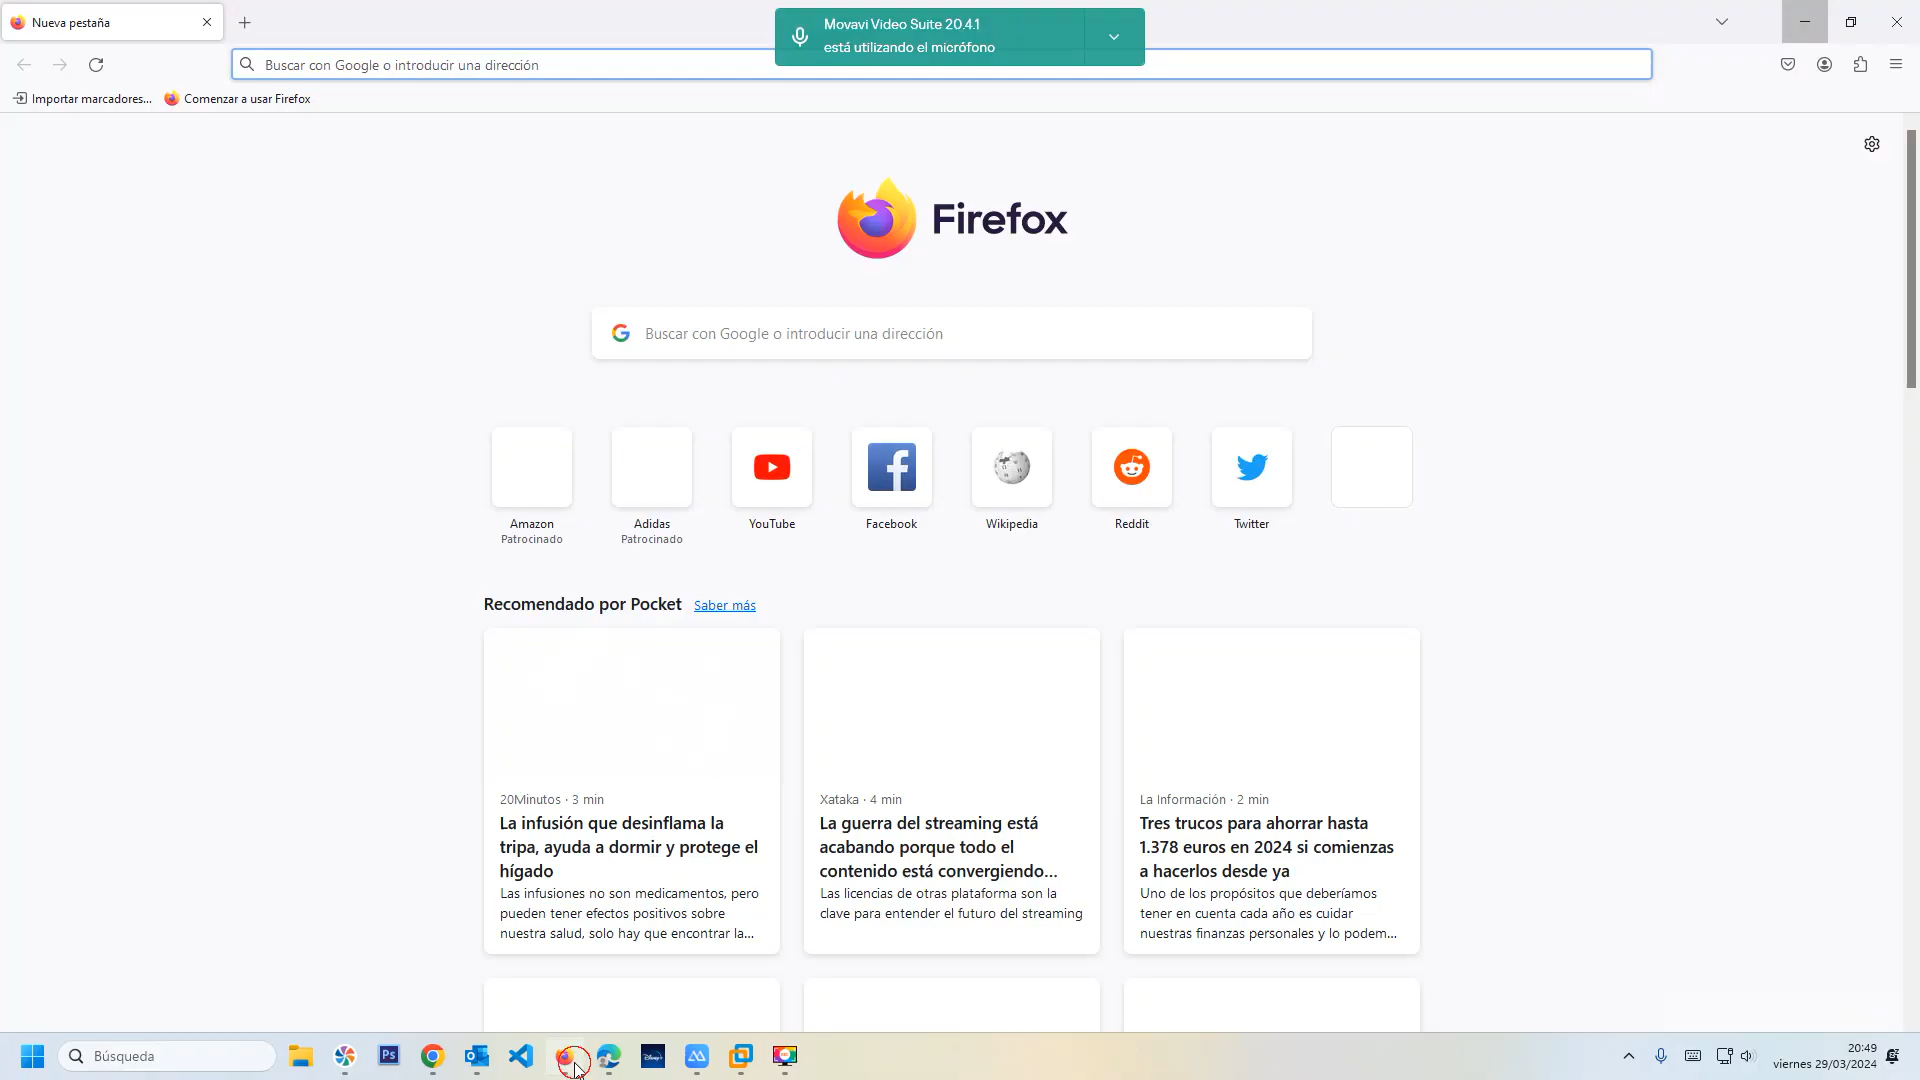 Nueva pestaña
Movavi Video Suite 20.4.1
está utilizando el micrófono
Buscar con Google o introducir una dirección
Importar marcadores...
Comenzar a usar Firefox
Firefox
Buscar con Google o introducir una dirección
Amazon
Patrocinado
Adidas
Patrocinado
YouTube
Facebook
Wikipedia
Reddit
Twitter
Recomendado por Pocket Saber más
20Minutos · 3 min
La infusión que desinflama la
tripa, ayuda a dormir y protege el
hígado
Las infusiones no son medicamentos, pero
pueden tener efectos positivos sobre
nuestra salud, solo hay que encontrar la...
Xataka · 4 min
La guerra del streaming está
acabando porque todo el
contenido está convergiendo...
Las licencias de otras plataforma son la
clave para entender el futuro del streaming
La Información · 2 min
Tres trucos para ahorrar hasta
1.378 euros en 2024 si comienzas
a hacerlos desde ya
Uno de los propósitos que deberíamos
tener en cuenta cada año es cuidar
nuestras finanzas personales y lo podem...
Búsqueda
Ps
Disney+
20:49
viernes 29/03/2024